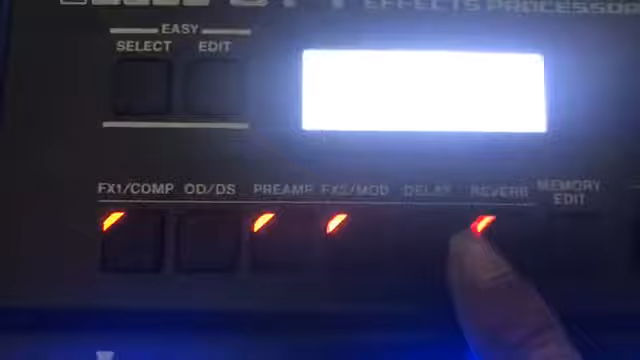 EFFECTS PROCESSOR
EASY
SELECT EDIT
FX1/COMP OD/DS PREAMP FX2/MOD DELAY REVERB MEMORY
EDIT